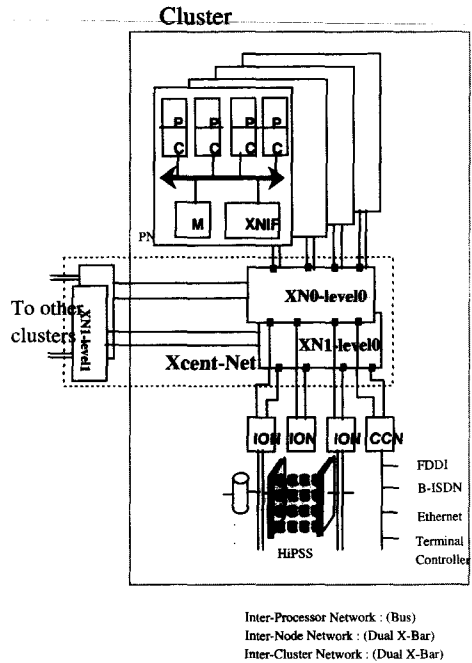 Cluster
P P P P
C C C C
M XNIF
PN
XN0-level0
To other
clusters
XN1-level1
XN1-level0
Xcent-Net
ION ION ION CCN
FDDI
B-ISDN
Ethernet
Terminal
Controller
HiPSS
Inter-Processor Network : (Bus)
Inter-Node Network : (Dual X-Bar)
Inter-Cluster Network : (Dual X-Bar)